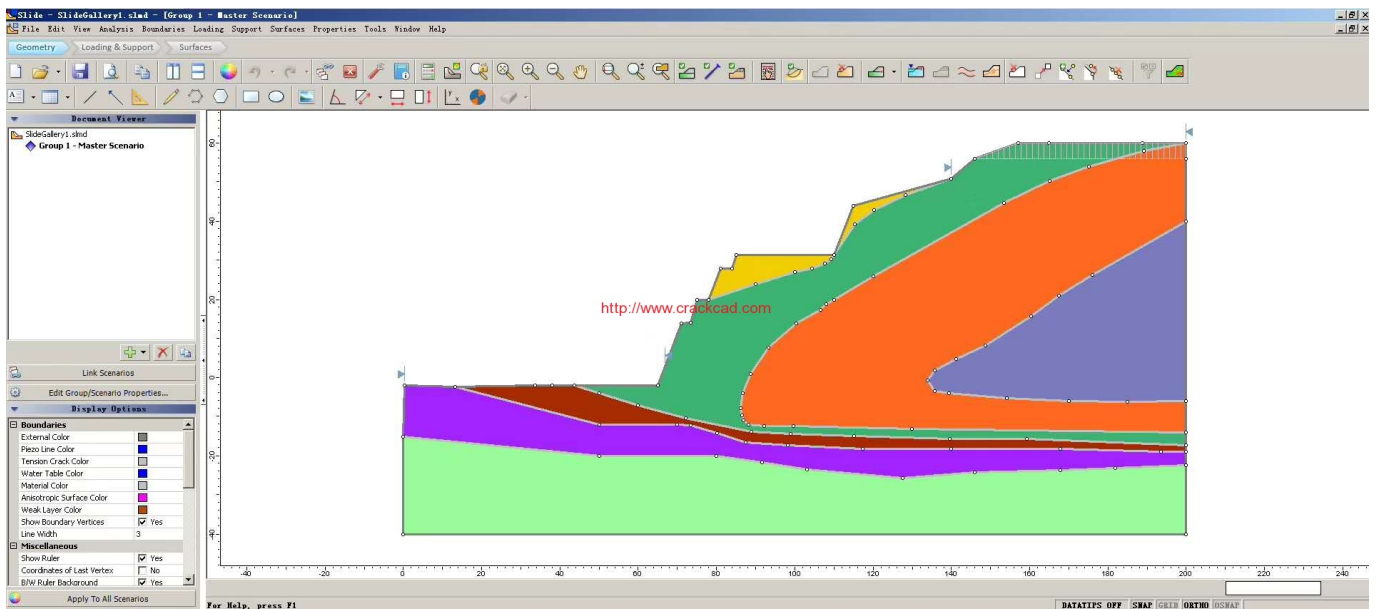 Slide - SlideGallery1.slmd - [Group 1 - Master Scenario]
File Edit View Analysis Boundaries Loading Support Surfaces Properties Tools Window Help
Geometry Loading & Support Surfaces
Document Viewer
SlideGallery1.slmd
Group 1 - Master Scenario
Link Scenarios
Edit Group/Scenario Properties...
Display Options
Boundaries
External Color
Piezo Line Color
Tension Crack Color
Water Table Color
Material Color
Anisotropic Surface Color
Weak Layer Color
Show Boundary Vertices Yes
Line Width 3
Miscellaneous
Show Ruler Yes
Coordinates of Last Vertex No
B/W Ruler Background Yes
Apply To All Scenarios
60
40
20
0
-20
-40
http://www.crackcad.com
-40 -20 0 20 40 60 80 100 120 140 160 180 200 220 240
For Help, press F1
DATATIPS OFF SNAP GRID ORTHO OSNAP